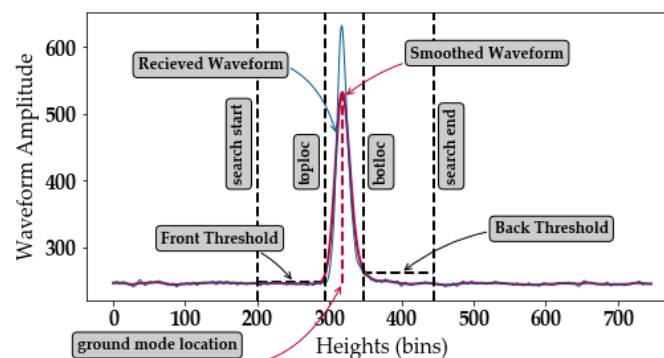 600
500
400
300
Waveform Amplitude
Recieved Waveform
Smoothed Waveform
search start
toploc
botloc
search end
Front Threshold
Back Threshold
0
100
200
300
400
500
600
700
ground mode location
Heights (bins)